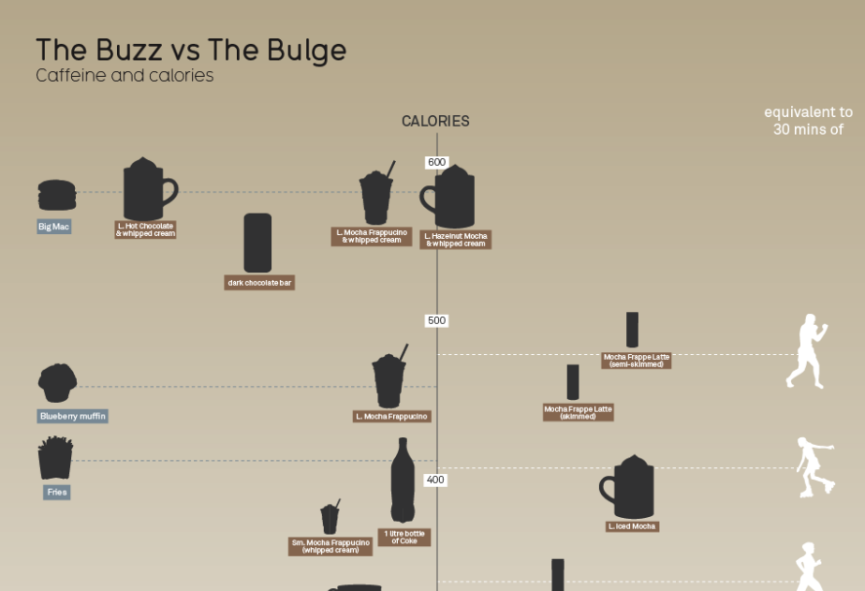 The Buzz vs The Bulge
Caffeine and calories
CALORIES
equivalent to
30 mins of
600
Big Mac
L. Hot Chocolate
& whipped cream
L. Mocha Frappucino
& whipped cream
L. Hazelnut Mocha
& whipped cream
dark chocolate bar
500
Mocha Frappe Latte
(semi-skimmed)
Mocha Frappe Latte
(skimmed)
Blueberry muffin
L. Mocha Frappucino
400
Fries
L. Iced Mocha
Sm. Mocha Frappucino
(whipped cream)
1 litre bottle
of Coke